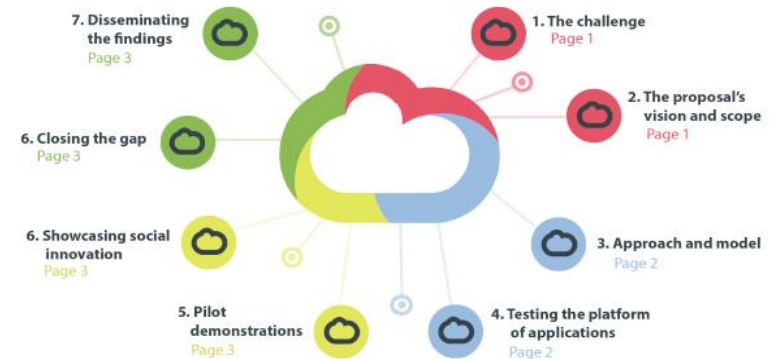 1. The challenge
Page 1
2. The proposal's
vision and scope
Page 1
3. Approach and model
Page 2
4. Testing the platform
of applications
Page 2
5. Pilot
demonstrations
Page 3
6. Showcasing social
innovation
Page 3
6. Closing the gap
Page 3
7. Disseminating
the findings
Page 3